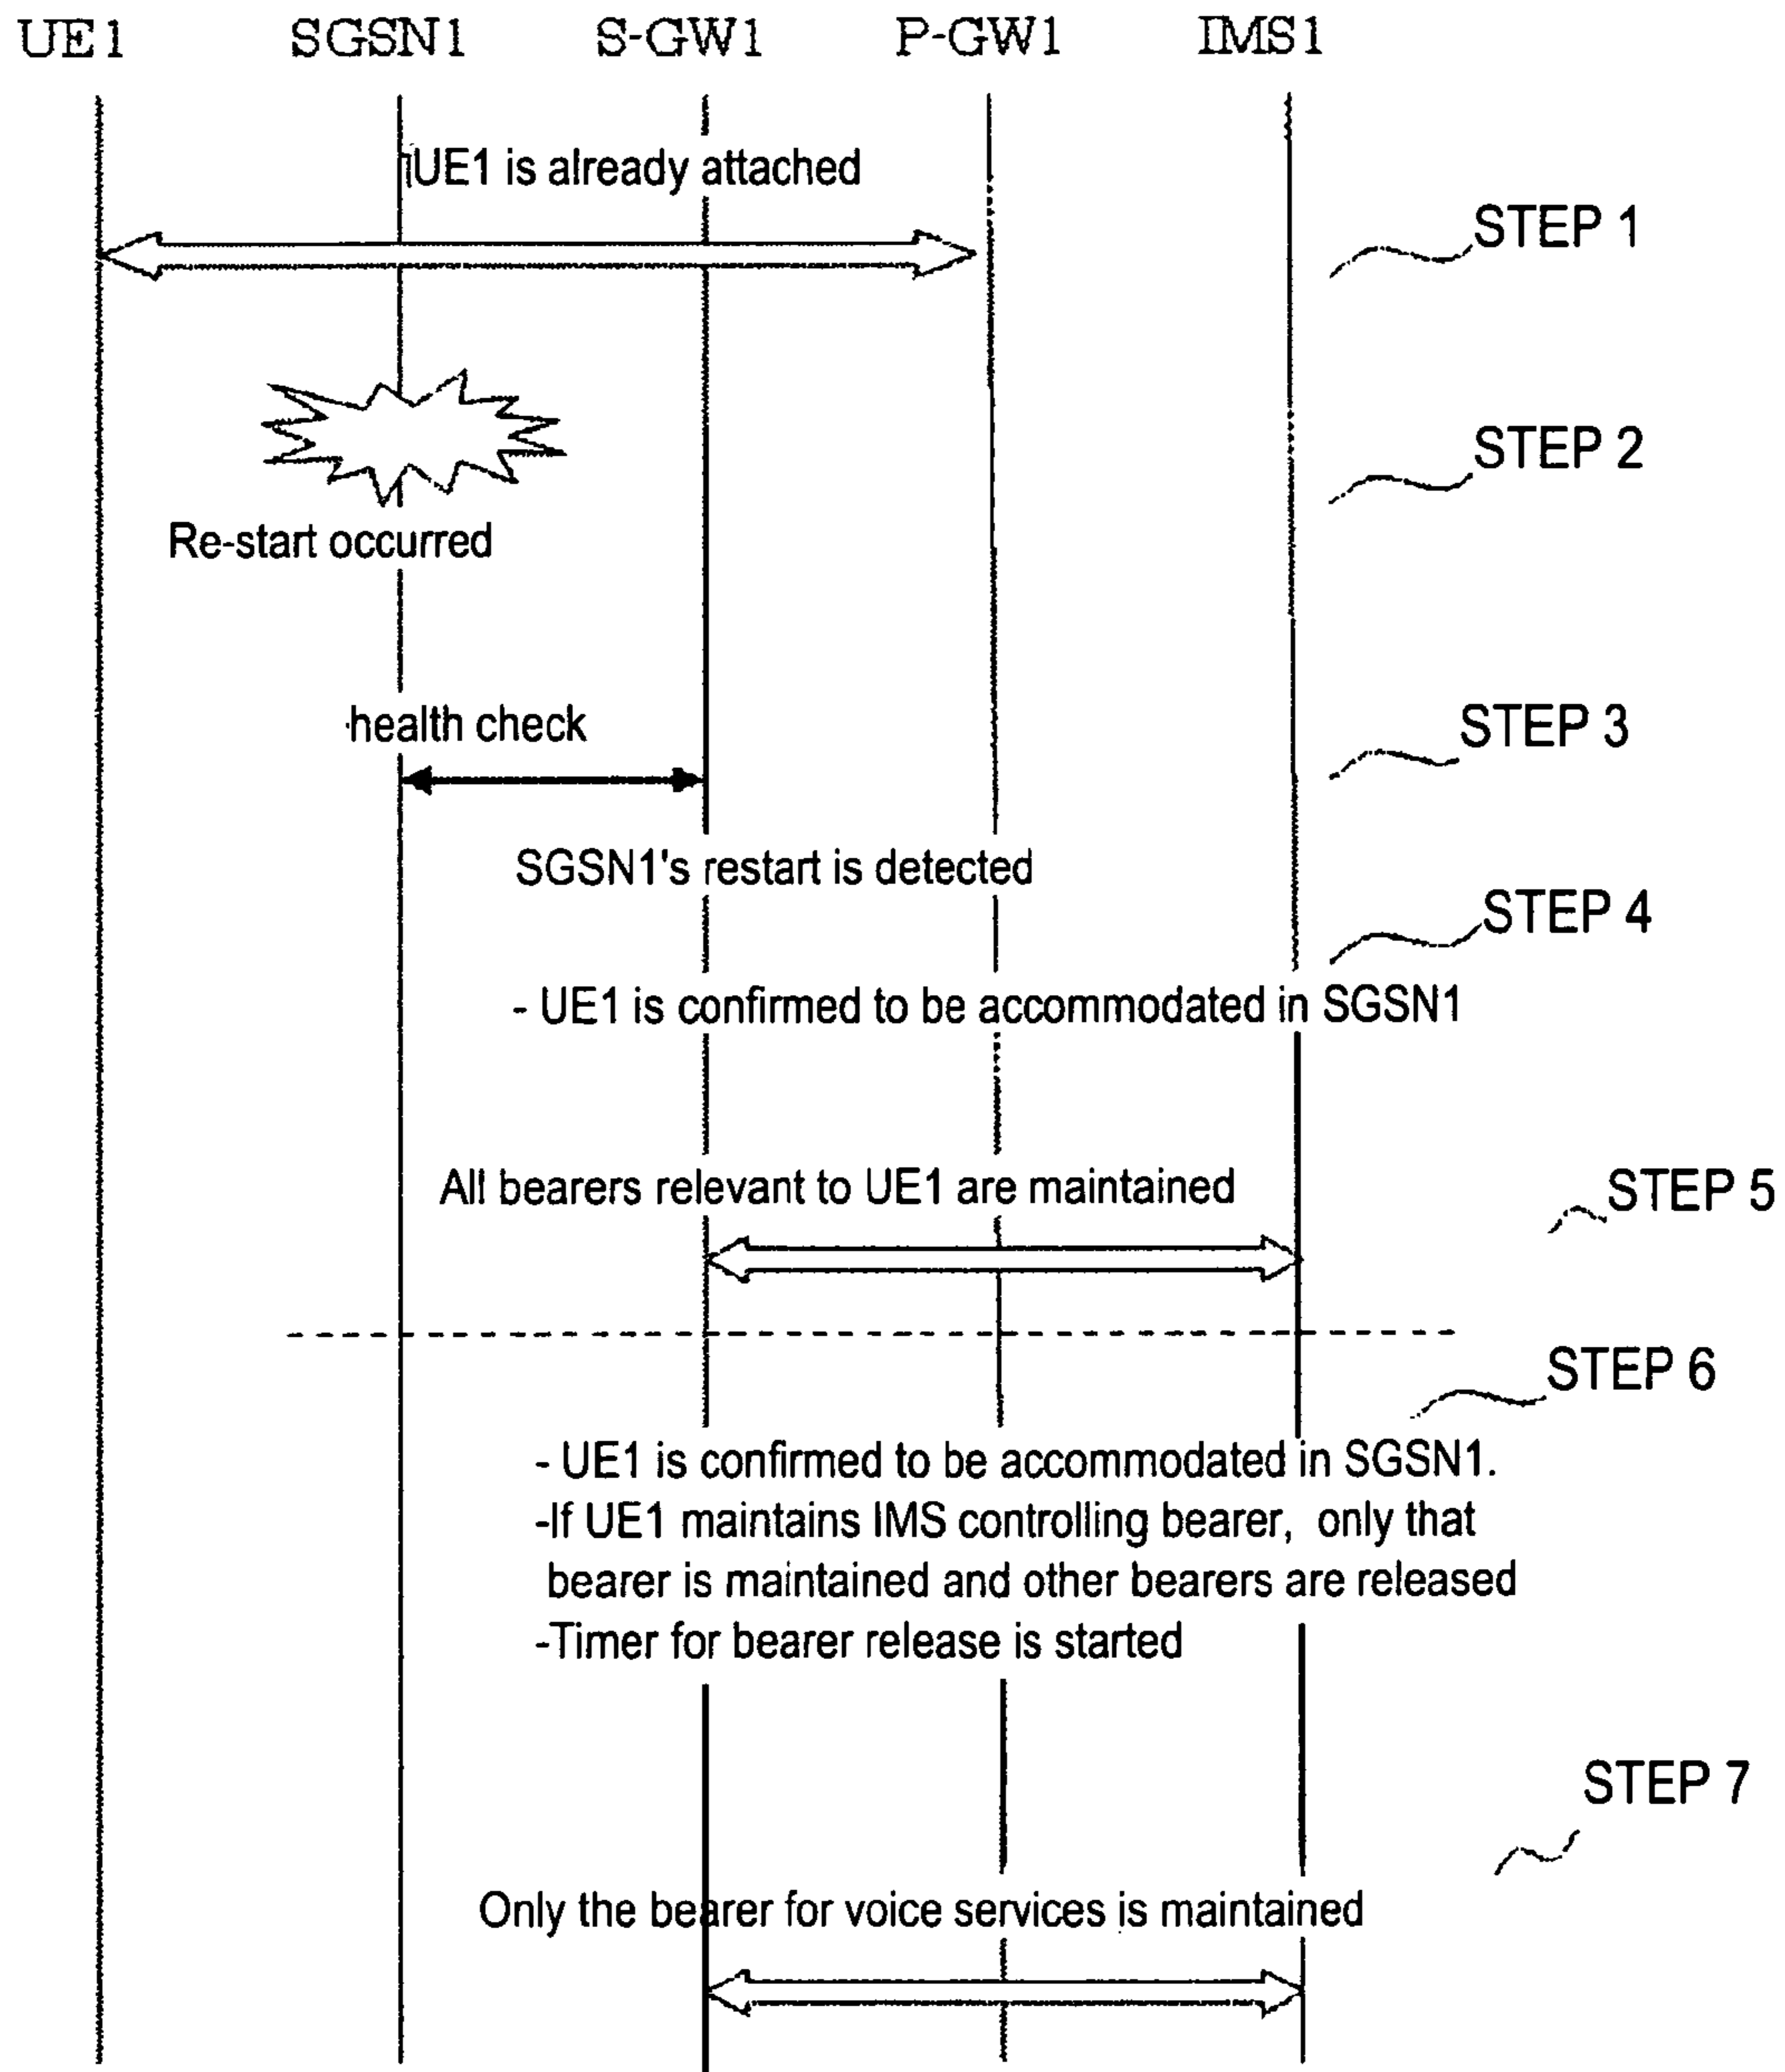 UE1 SGSN1 S-GW1 P-GW1 IMS1
UE1 is already attached
STEP 1
STEP 2
Re-start occurred
STEP 3
health check
SGSN1's restart is detected
STEP 4
- UE1 is confirmed to be accommodated in SGSN1
All bearers relevant to UE1 are maintained
STEP 5
STEP 6
- UE1 is confirmed to be accommodated in SGSN1.
-If UE1 maintains IMS controlling bearer, only that
bearer is maintained and other bearers are released
-Timer for bearer release is started
STEP 7
Only the bearer for voice services is maintained